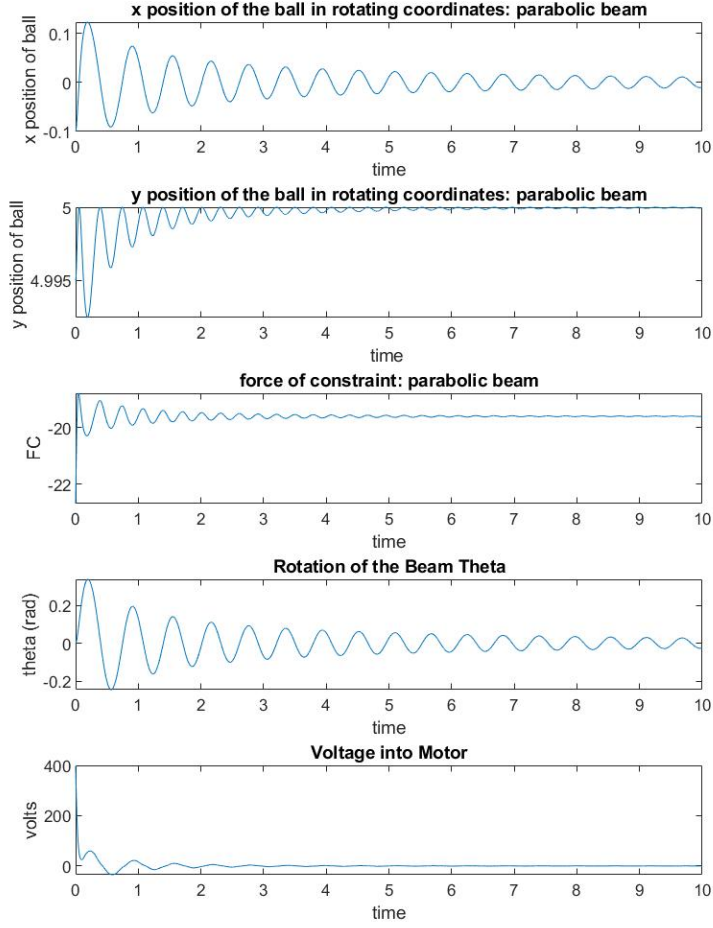 x position of the ball in rotating coordinates: parabolic beam
x position of ball
0.1
0
-0.1
0 1 2 3 4 5 6 7 8 9 10
time
y position of the ball in rotating coordinates: parabolic beam
y position of ball
5
4.995
0 1 2 3 4 5 6 7 8 9 10
time
force of constraint: parabolic beam
FC
-20
-22
0 1 2 3 4 5 6 7 8 9 10
time
Rotation of the Beam Theta
theta (rad)
0.2
0
-0.2
0 1 2 3 4 5 6 7 8 9 10
time
Voltage into Motor
volts
400
200
0
0 1 2 3 4 5 6 7 8 9 10
time